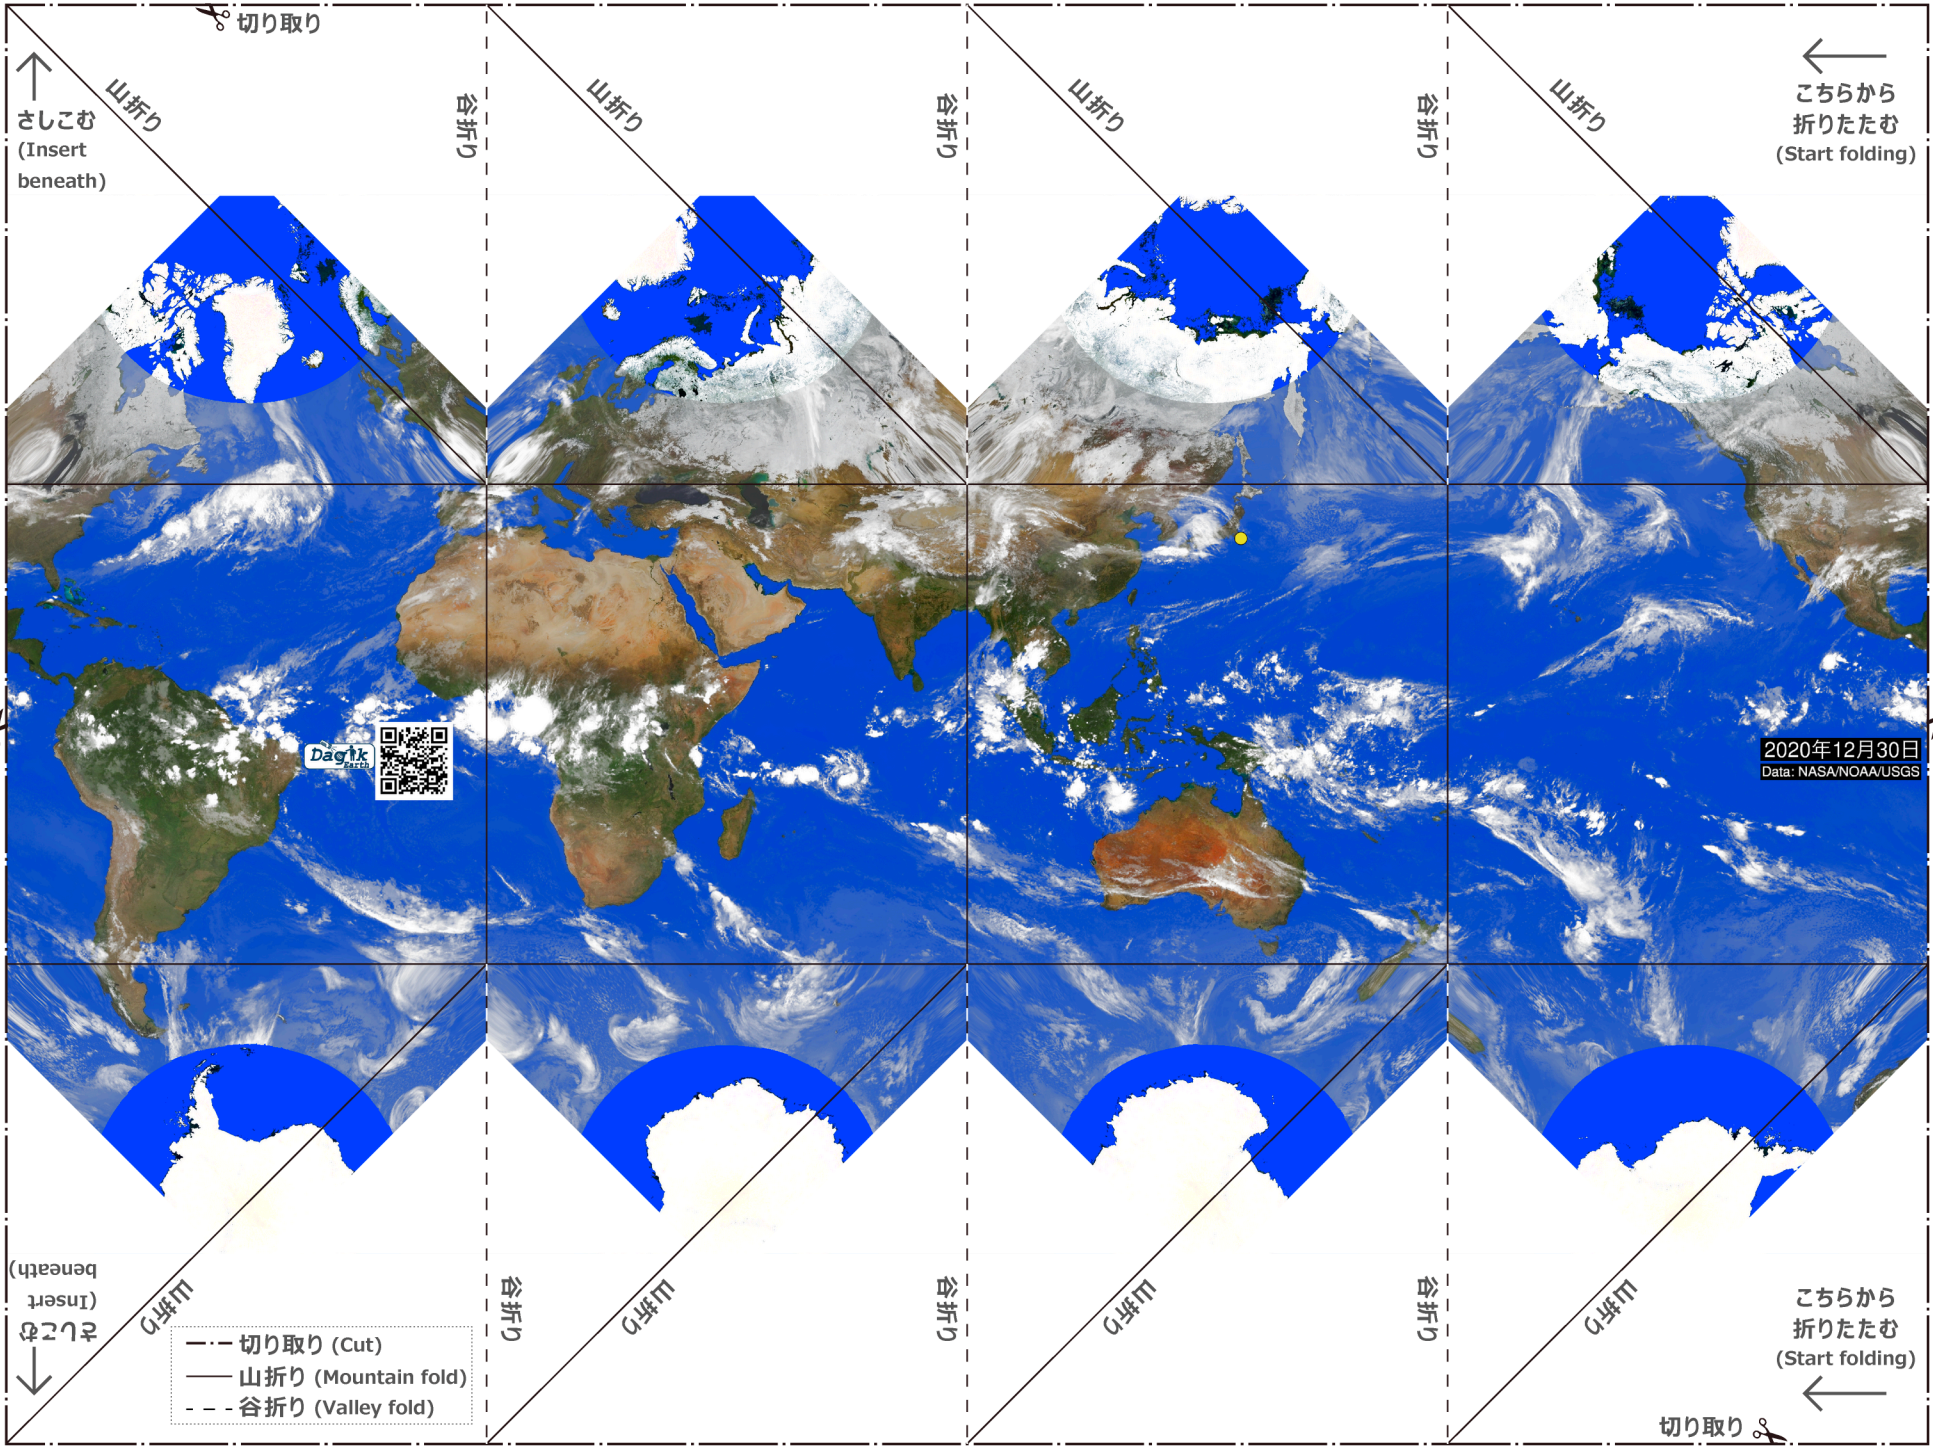 切り取り
山折り
谷折り
山折り
谷折り
山折り
谷折り
山折り
さしこむ
(Insert
beneath)
こちらから
折りたたむ
(Start folding)
Dagik
Earth
2020年12月30日
Data: NASA/NOAA/USGS
さしこむ
(Insert
beneath)
山折り
谷折り
山折り
谷折り
山折り
谷折り
山折り
こちらから
折りたたむ
(Start folding)
切り取り (Cut)
山折り (Mountain fold)
谷折り (Valley fold)
切り取り